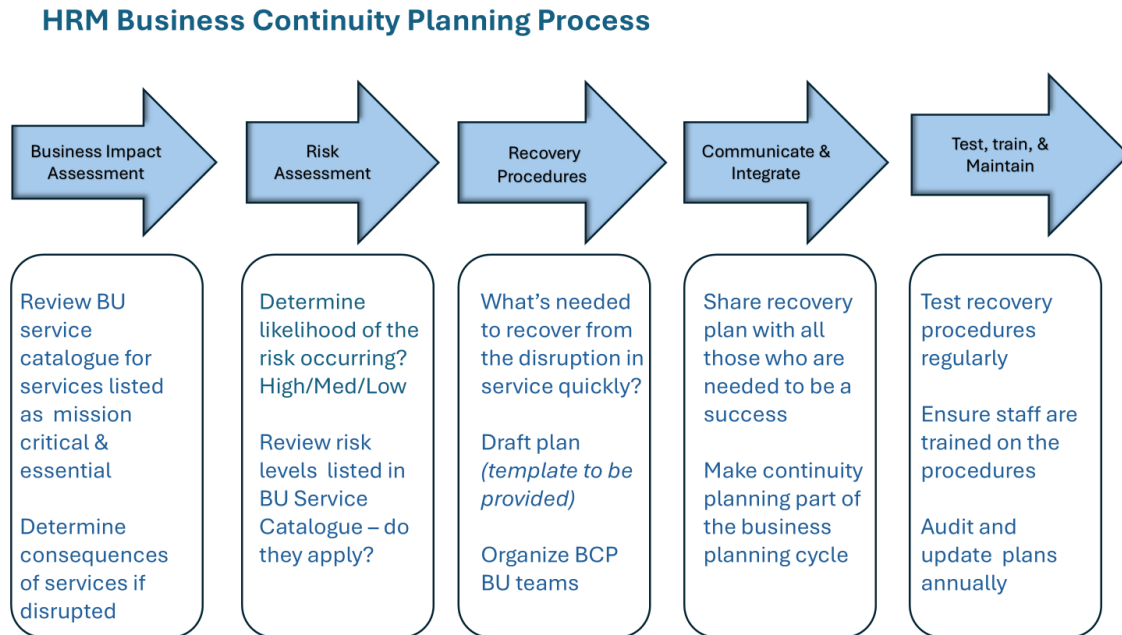 HRM Business Continuity Planning Process
Business Impact
Assessment
Risk
Assessment
Recovery
Procedures
Communicate &
Integrate
Test, train, &
Maintain
Review BU
service
catalogue for
services listed
as mission
critical &
essential
Determine
consequences
of services if
disrupted
Determine
likelihood of the
risk occurring?
High/Med/Low
Review risk
levels listed in
BU Service
Catalogue – do
they apply?
What’s needed
to recover from
the disruption in
service quickly?
Draft plan
(template to be
provided)
Organize BCP
BU teams
Share recovery
plan with all
those who are
needed to be a
success
Make continuity
planning part of
the business
planning cycle
Test recovery
procedures
regularly
Ensure staff are
trained on the
procedures
Audit and
update plans
annually